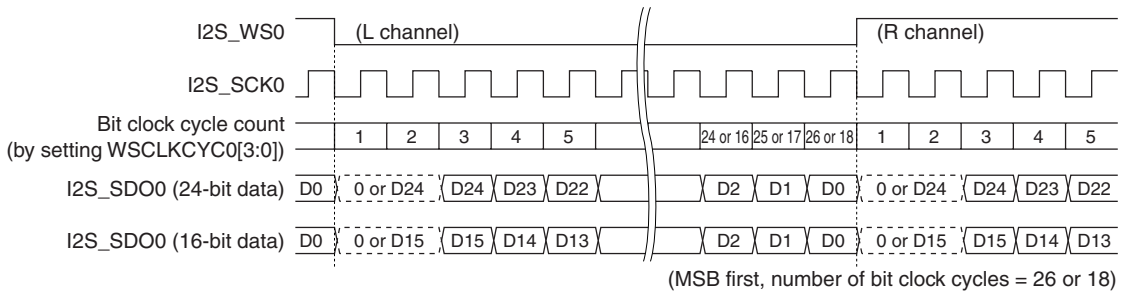 I2S_WS0 (L channel) (R channel)
I2S_SCK0
Bit clock cycle count
(by setting WSCLKCYC0[3:0]) 1 2 3 4 5 24 or 16 25 or 17 26 or 18 1 2 3 4 5
I2S_SDO0 (24-bit data) D0 0 or D24 D24 D23 D22 D2 D1 D0 0 or D24 D24 D23 D22
I2S_SDO0 (16-bit data) D0 0 or D15 D15 D14 D13 D2 D1 D0 0 or D15 D15 D14 D13
(MSB first, number of bit clock cycles = 26 or 18)